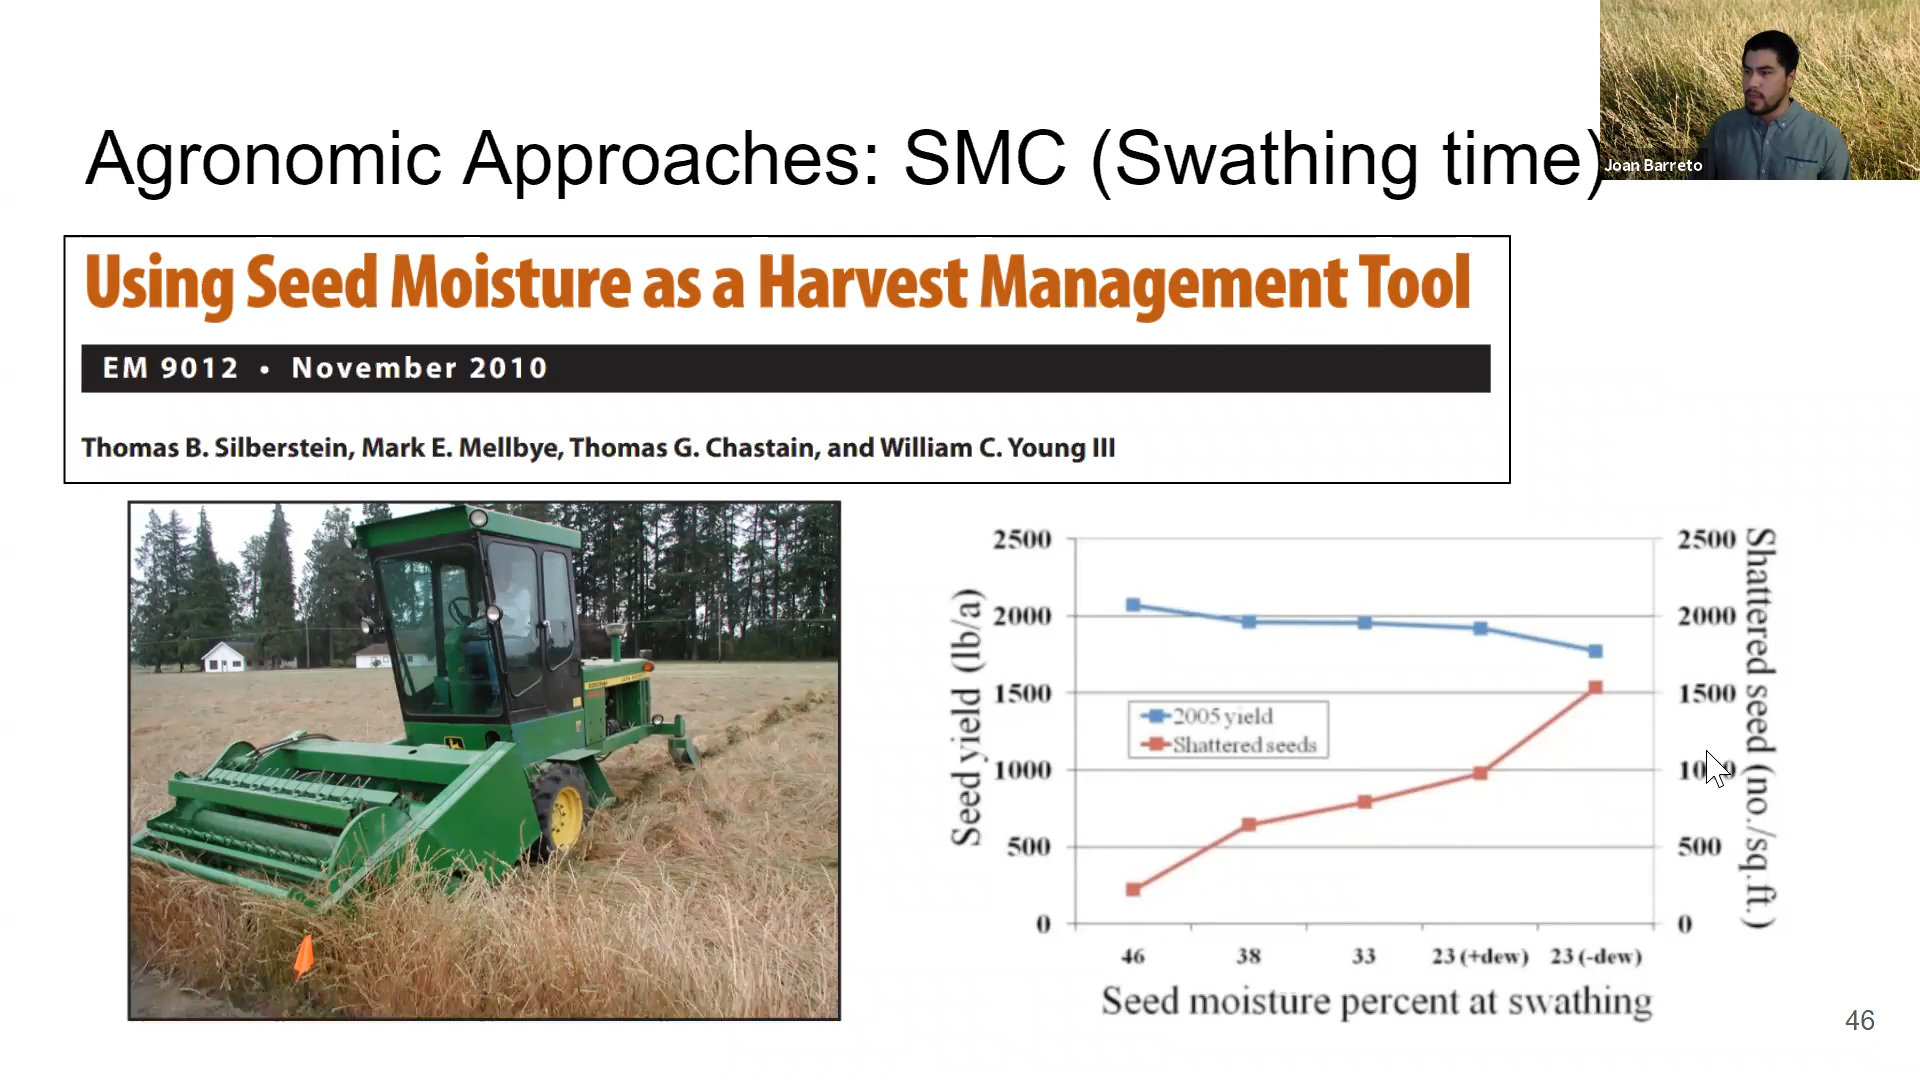 Agronomic Approaches: SMC (Swathing time)
Joan Barreto
Using Seed Moisture as a Harvest Management Tool
EM 9012 • November 2010
Thomas B. Silberstein, Mark E. Mellbye, Thomas G. Chastain, and William C. Young III
Seed yield (lb/a)
2500
2000
1500
1000
500
0
2005 yield
Shattered seeds
2500
2000
1500
1000
500
0
Shattered seed (no./sq.ft.)
46 38 33 23 (+dew) 23 (-dew)
Seed moisture percent at swathing
46